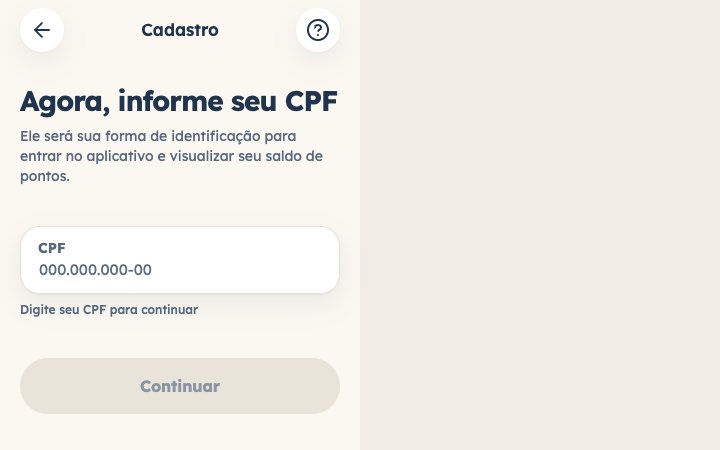 Cadastro
Agora, informe seu CPF
Ele será sua forma de identificação para
entrar no aplicativo e visualizar seu saldo de
pontos.
CPF
000.000.000-00
Digite seu CPF para continuar
Continuar